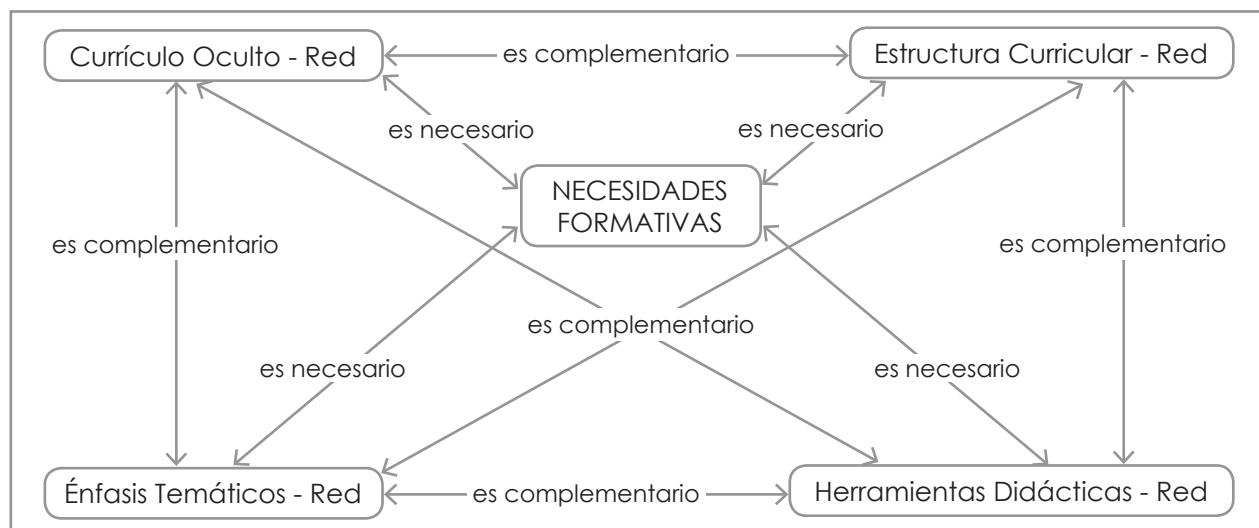 Currículo Oculto - Red
es complementario
Estructura Curricular - Red
es necesario
es necesario
NECESIDADES
FORMATIVAS
es complementario
es complementario
es complementario
es necesario
es necesario
Énfasis Temáticos - Red
es complementario
Herramientas Didácticas - Red